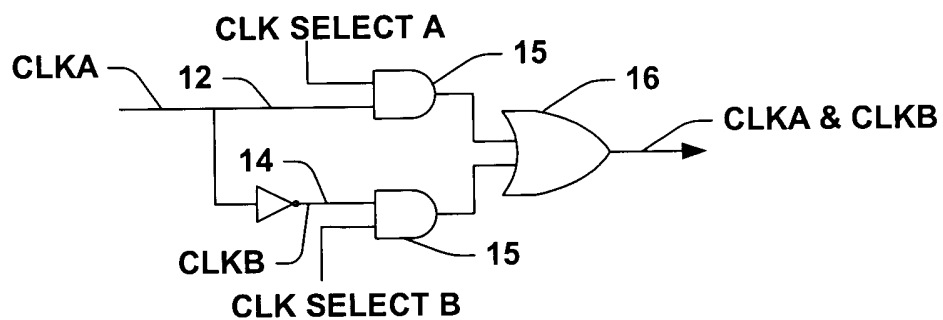 CLK SELECT A
15
CLKA
12
16
CLKA & CLKB
14
CLKB
15
CLK SELECT B